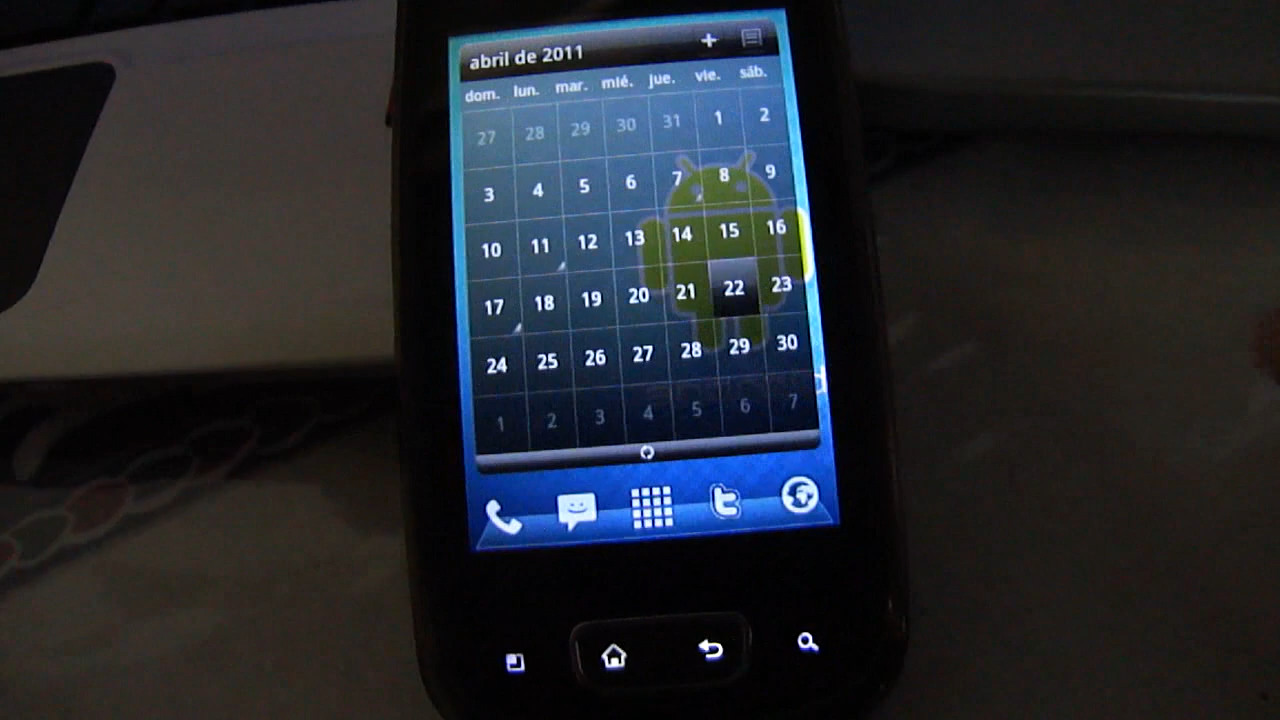 abril de 2011
dom. lun. mar. mié. jue. vie. sáb.
27 28 29 30 31 1 2
3 4 5 6 7 8 9
10 11 12 13 14 15 16
17 18 19 20 21 22 23
24 25 26 27 28 29 30
1 2 3 4 5 6 7